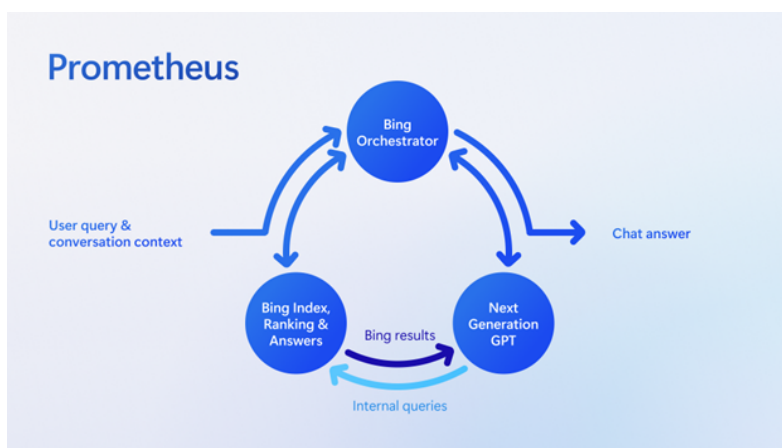 Prometheus
Bing
Orchestrator
User query &
conversation context
Chat answer
Bing Index,
Ranking &
Answers
Bing results
Next
Generation
GPT
Internal queries